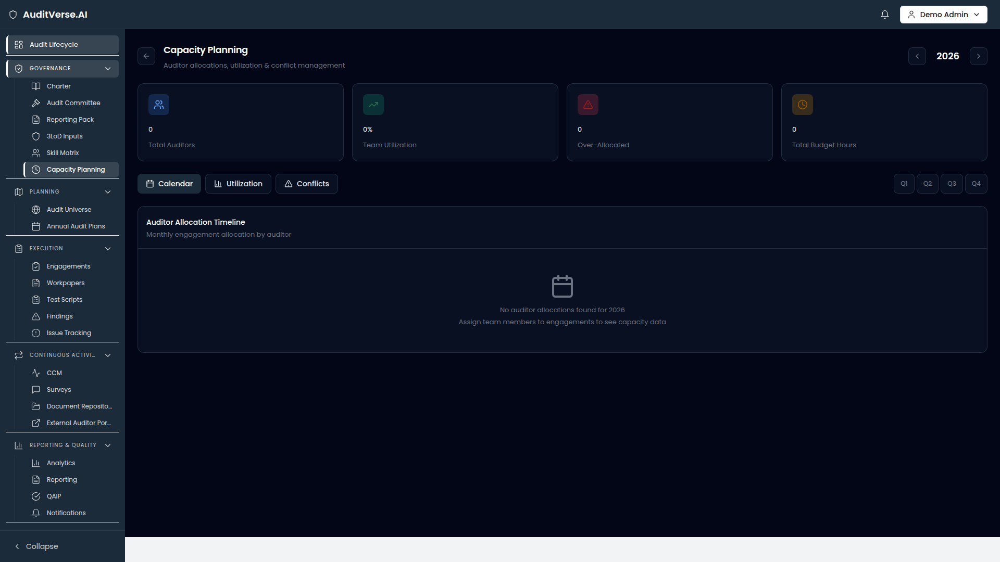 AuditVerse.AI
Demo Admin
Audit Lifecycle
GOVERNANCE
Charter
Audit Committee
Reporting Pack
3LoD Inputs
Skill Matrix
Capacity Planning
PLANNING
Audit Universe
Annual Audit Plans
EXECUTION
Engagements
Workpapers
Test Scripts
Findings
Issue Tracking
CONTINUOUS ACTIVI...
CCM
Surveys
Document Reposito...
External Auditor Por...
REPORTING & QUALITY
Analytics
Reporting
QAIP
Notifications
Collapse
Capacity Planning
Auditor allocations, utilization & conflict management
2026
0
Total Auditors
0%
Team Utilization
0
Over-Allocated
0
Total Budget Hours
Calendar
Utilization
Conflicts
Q1
Q2
Q3
Q4
Auditor Allocation Timeline
Monthly engagement allocation by auditor
No auditor allocations found for 2026
Assign team members to engagements to see capacity data